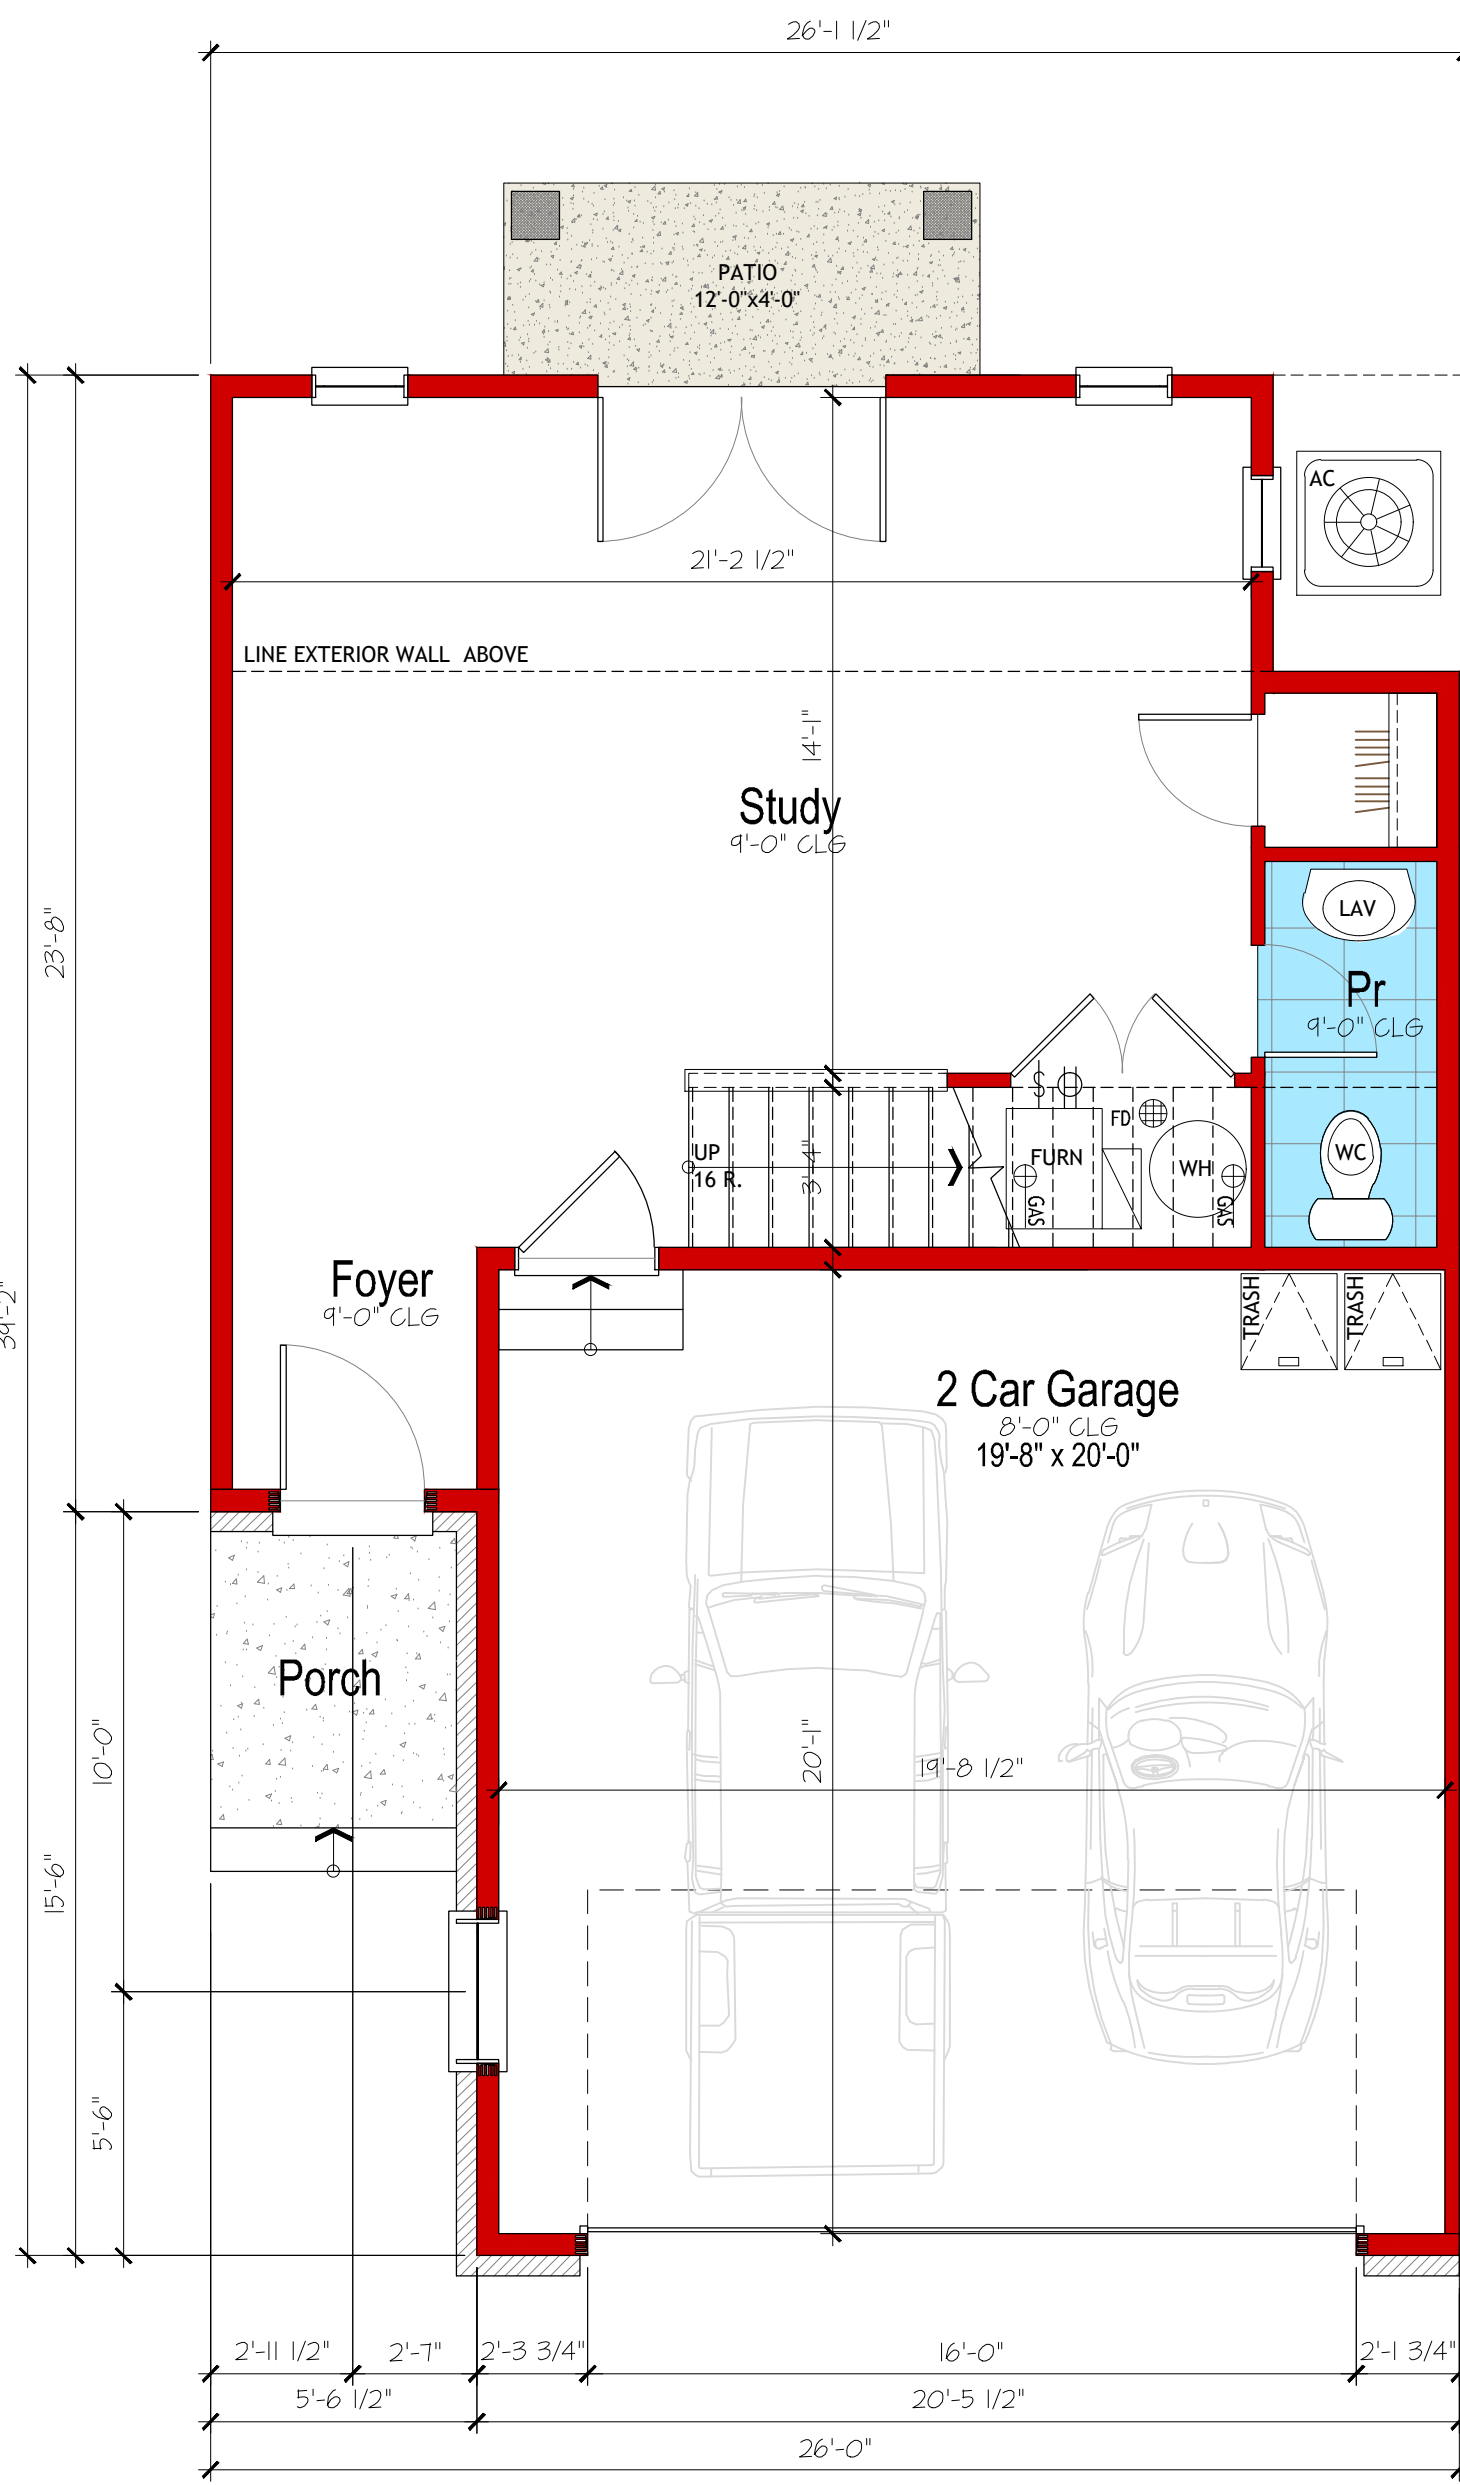 26'-1 1/2"
PATIO
12'-0"x4'-0"
AC
21'-2 1/2"
LINE EXTERIOR WALL ABOVE
14'-1"
Study
9'-0" CLG
LAV
23'-8"
Pr
9'-0" CLG
S
FD
UP
16 R.
3'-4"
FURN
WH
WC
GAS
GAS
Foyer
9'-0" CLG
39'-2"
TRASH
TRASH
2 Car Garage
8'-0" CLG
19'-8" x 20'-0"
Porch
10'-0"
20'-1"
19'-8 1/2"
15'-6"
5'-6"
2'-11 1/2"
2'-7"
2'-3 3/4"
16'-0"
2'-1 3/4"
5'-6 1/2"
20'-5 1/2"
26'-0"